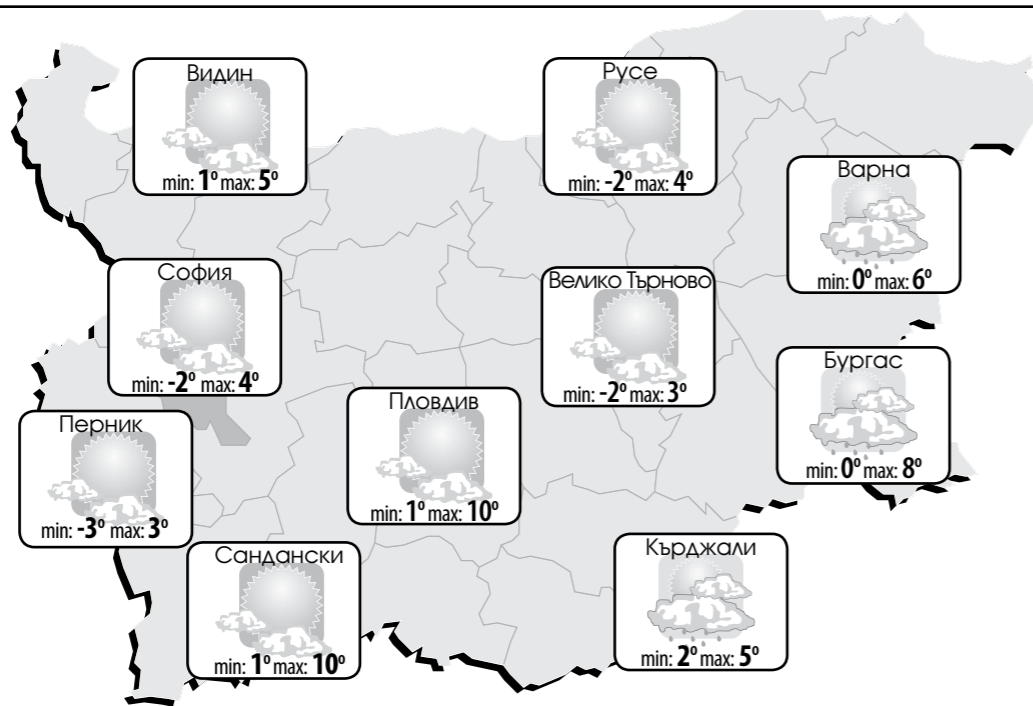 Видин
min: 1° max: 5°
Русе
min: -2° max: 4°
Варна
min: 0° max: 6°
София
min: -2° max: 4°
Велико Търново
min: -2° max: 3°
Бургас
min: 0° max: 8°
Пловдив
min: 1° max: 10°
Перник
min: -3° max: 3°
Сандански
min: 1° max: 10°
Кърджали
min: 2° max: 5°